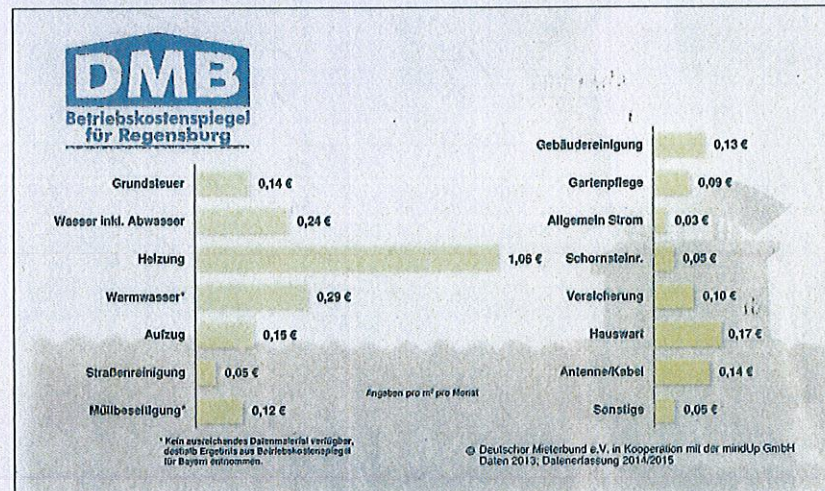 DMB
Betriebskostenspiegel
für Regensburg
Grundsteuer 0,14 €
Wasser inkl. Abwasser 0,24 €
Heizung 1,06 €
Warmwasser* 0,29 €
Aufzug 0,15 €
Straßenreinigung 0,05 €
Müllbeseitigung* 0,12 €
Gebäudereinigung 0,13 €
Gartenpflege 0,09 €
Allgemein Strom 0,03 €
Schornsteinr. 0,05 €
Versicherung 0,10 €
Hauswart 0,17 €
Antenne/Kabel 0,14 €
Sonstige 0,05 €
Angaben pro m² pro Monat
* Kein ausreichendes Datenmaterial verfügbar,
deshalb Ergebnis aus Betriebskostenspiegel
für Bayern entnommen.
© Deutscher Mieterbund e.V. in Kooperation mit der mindUp GmbH
Daten 2013; Datenerfassung 2014/2015